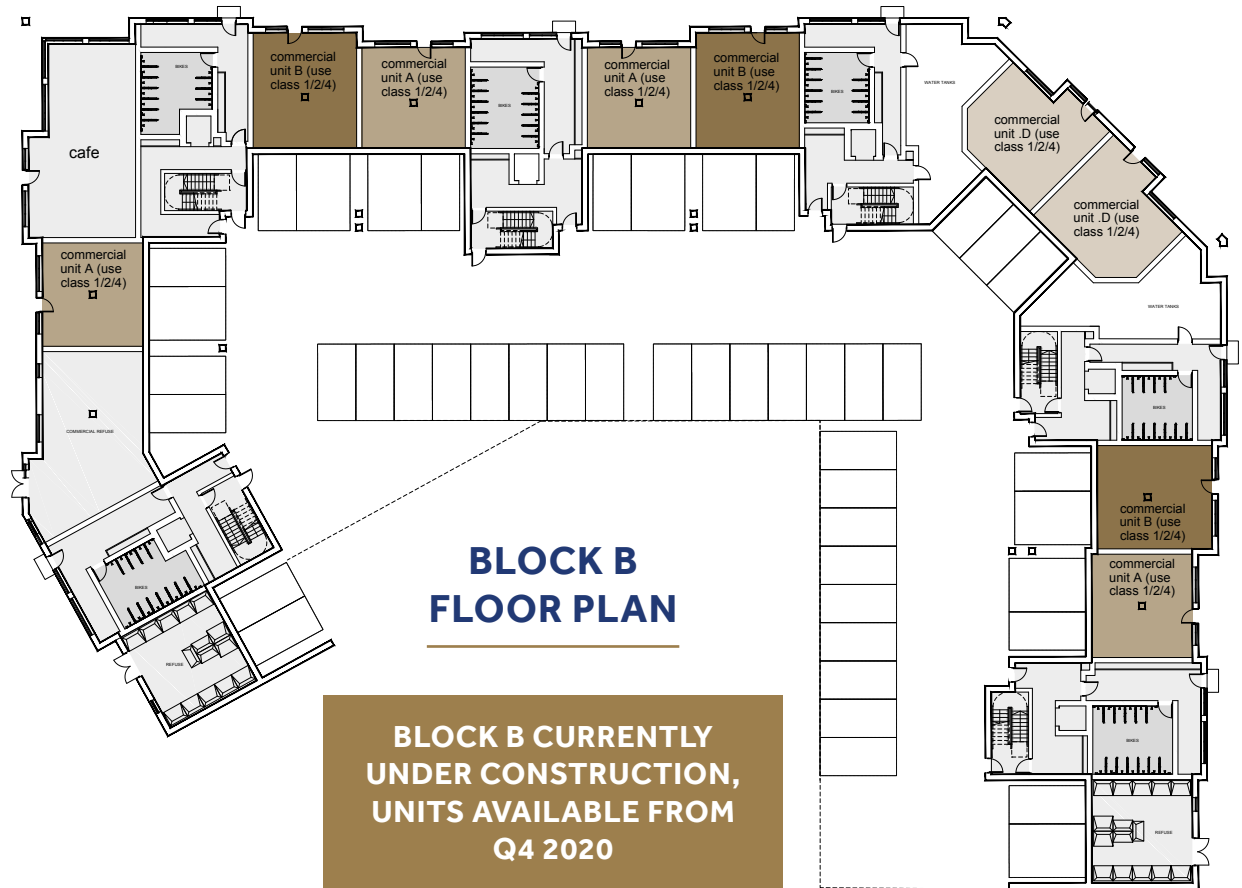 BIKES
commercial
unit B (use
class 1/2/4)
commercial
unit A (use
class 1/2/4)
BIKES
commercial
unit A (use
class 1/2/4)
commercial
unit B (use
class 1/2/4)
BIKES
WATER TANKS
commercial
unit .D (use
class 1/2/4)
cafe
commercial
unit .D (use
class 1/2/4)
commercial
unit A (use
class 1/2/4)
WATER TANKS
BIKES
COMMERCIAL REFUSE
commercial
unit B (use
class 1/2/4)
BLOCK B
FLOOR PLAN
commercial
unit A (use
class 1/2/4)
BIKES
REFUSE
BLOCK B CURRENTLY
UNDER CONSTRUCTION,
UNITS AVAILABLE FROM
Q4 2020
BIKES
REFUSE